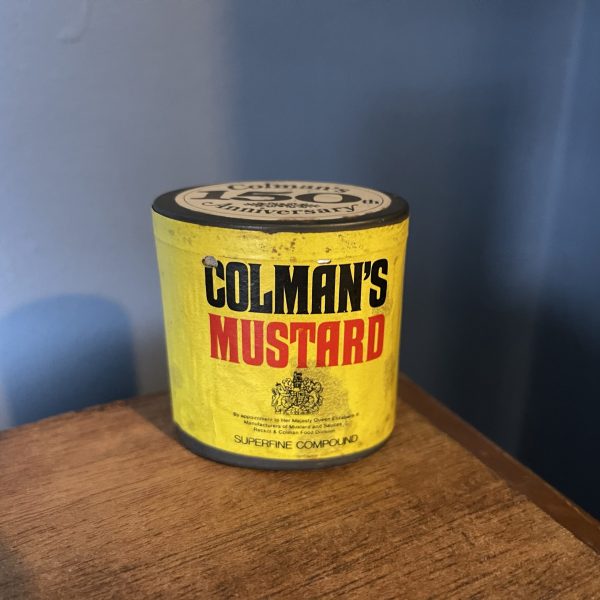 Colman's
150th
Anniversary
COLMAN'S
MUSTARD
By appointment to Her Majesty Queen Elizabeth II
Manufacturers of Mustard and Sauces
Reckitt & Colman Food Division
SUPERFINE COMPOUND